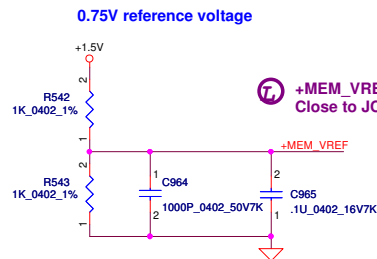 0.75V reference voltage
+1.5V
2
R542
1K_0402_1%
1
+MEM_VRE
Close to JC
+MEM_VREF
2
R543
1K_0402_1%
1
1
C964
1000P_0402_50V7K
2
2
C965
.1U_0402_16V7K
1